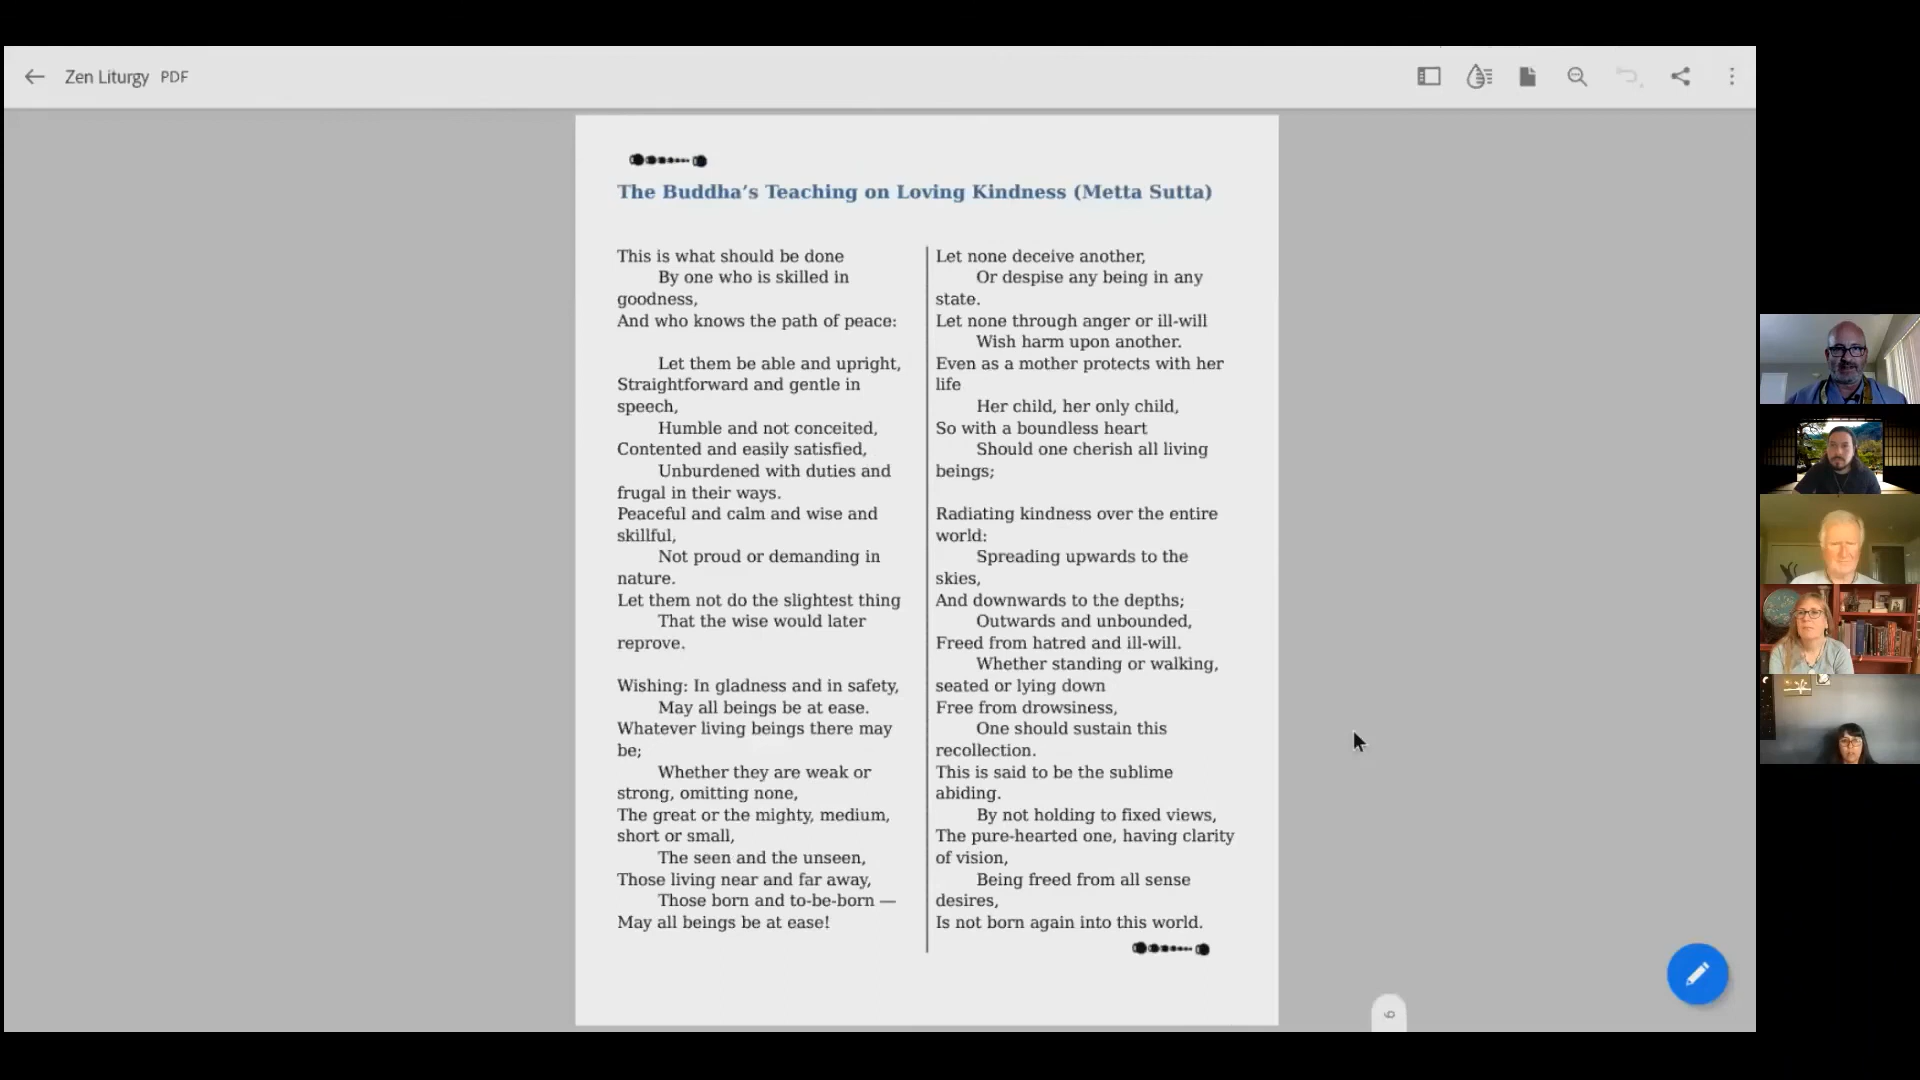 Zen Liturgy PDF
The Buddha’s Teaching on Loving Kindness (Metta Sutta)
This is what should be done
By one who is skilled in
goodness,
And who knows the path of peace:
Let them be able and upright,
Straightforward and gentle in
speech,
Humble and not conceited,
Contented and easily satisfied,
Unburdened with duties and
frugal in their ways.
Peaceful and calm and wise and
skillful,
Not proud or demanding in
nature.
Let them not do the slightest thing
That the wise would later
reprove.
Wishing: In gladness and in safety,
May all beings be at ease.
Whatever living beings there may
be;
Whether they are weak or
strong, omitting none,
The great or the mighty, medium,
short or small,
The seen and the unseen,
Those living near and far away,
Those born and to-be-born —
May all beings be at ease!
Let none deceive another,
Or despise any being in any
state.
Let none through anger or ill-will
Wish harm upon another.
Even as a mother protects with her
life
Her child, her only child,
So with a boundless heart
Should one cherish all living
beings;
Radiating kindness over the entire
world:
Spreading upwards to the
skies,
And downwards to the depths;
Outwards and unbounded,
Freed from hatred and ill-will.
Whether standing or walking,
seated or lying down
Free from drowsiness,
One should sustain this
recollection.
This is said to be the sublime
abiding.
By not holding to fixed views,
The pure-hearted one, having clarity
of vision,
Being freed from all sense
desires,
Is not born again into this world.